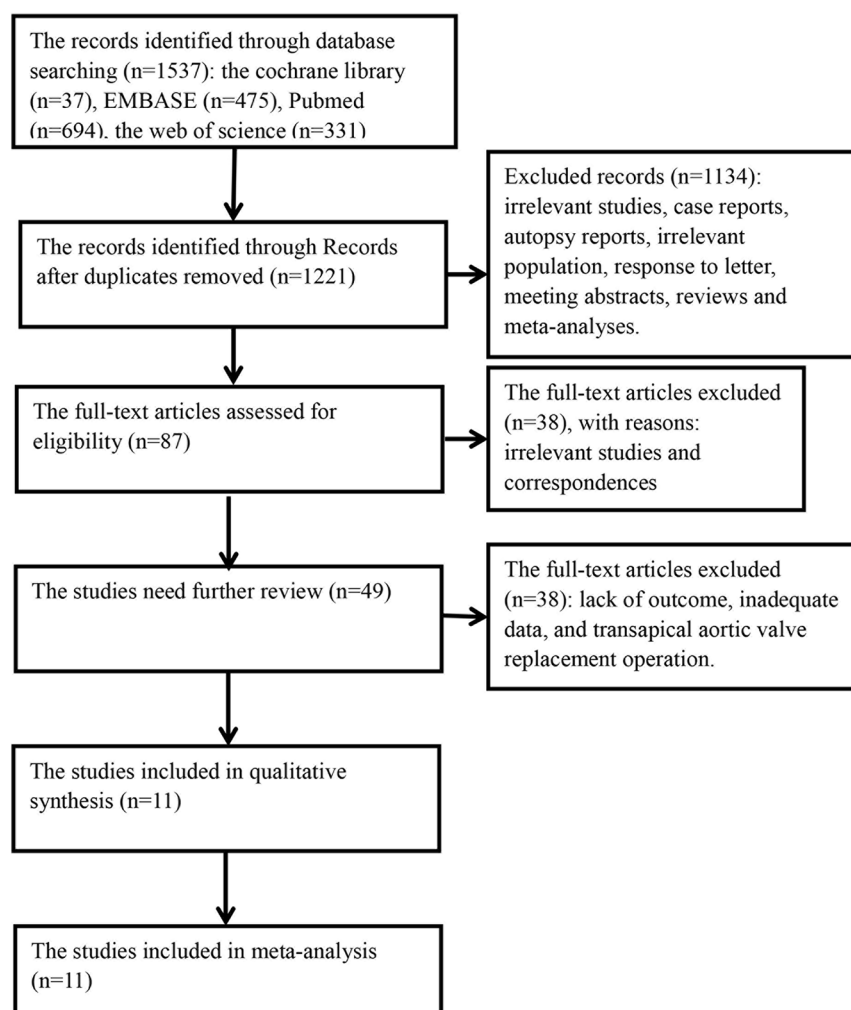 The records identified through database
searching (n=1537): the cochrane library
(n=37), EMBASE (n=475), Pubmed
(n=694), the web of science (n=331)
Excluded records (n=1134):
irrelevant studies, case reports,
autopsy reports, irrelevant
population, response to letter,
meeting abstracts, reviews and
meta-analyses.
The records identified through Records
after duplicates removed (n=1221)
The full-text articles assessed for
eligibility (n=87)
The full-text articles excluded
(n=38), with reasons:
irrelevant studies and
correspondences
The studies need further review (n=49)
The full-text articles excluded
(n=38): lack of outcome, inadequate
data, and transapical aortic valve
replacement operation.
The studies included in qualitative
synthesis (n=11)
The studies included in meta-analysis
(n=11)